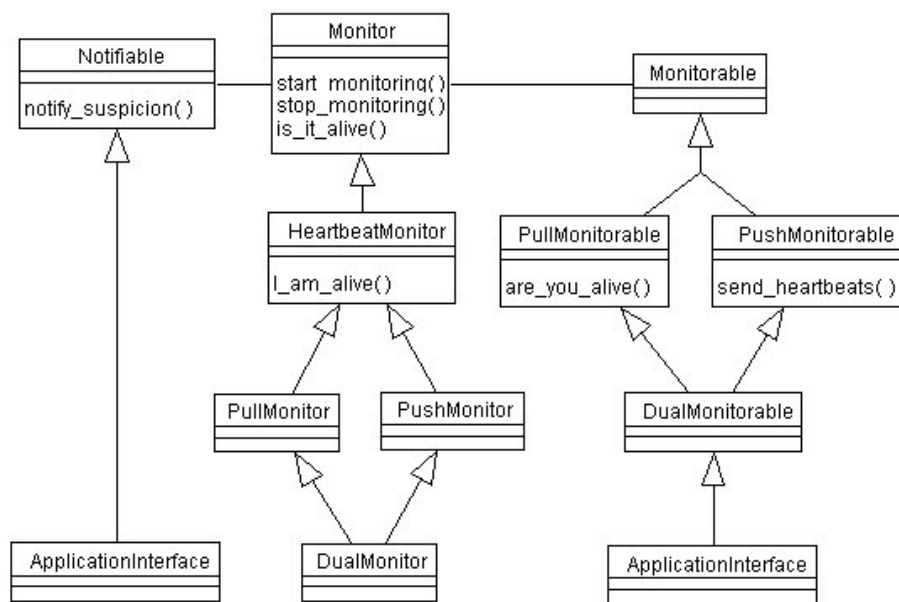 Monitor
Notifiable
Monitorable
start_monitoring()
stop_monitoring()
is_it_alive()
notify_suspicion()
HeartbeatMonitor
PullMonitorable
PushMonitorable
I_am_alive()
are_you_alive()
send_heartbeats()
PullMonitor
PushMonitor
DualMonitorable
ApplicationInterface
DualMonitor
ApplicationInterface